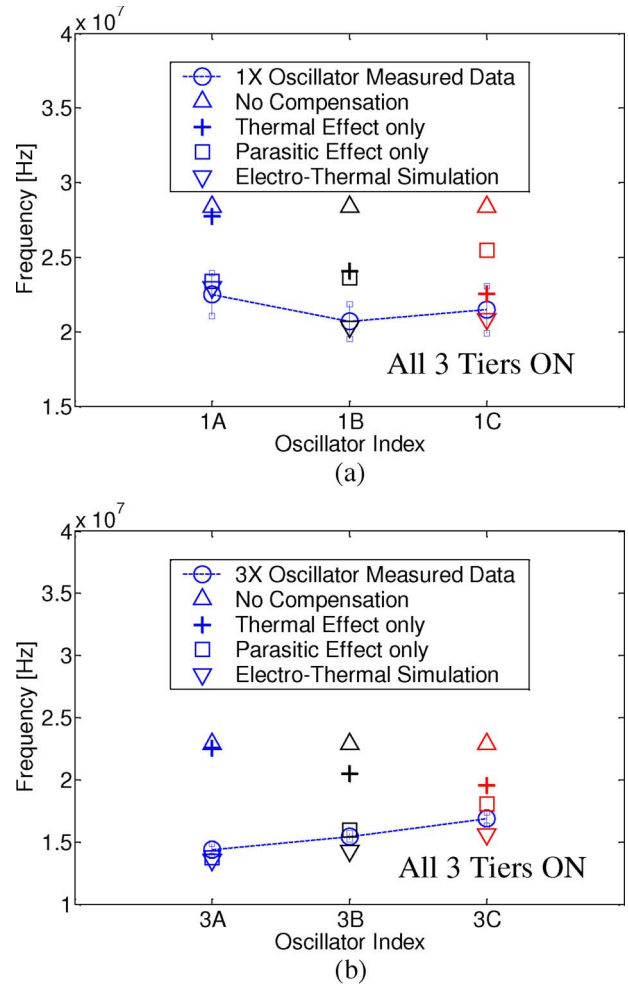 4 x 10^7
3.5
3
2.5
2
1.5
Frequency [Hz]
1X Oscillator Measured Data
No Compensation
Thermal Effect only
Parasitic Effect only
Electro-Thermal Simulation
All 3 Tiers ON
1A 1B 1C
Oscillator Index
(a)
4 x 10^7
3.5
3
2.5
2
1.5
1
Frequency [Hz]
3X Oscillator Measured Data
No Compensation
Thermal Effect only
Parasitic Effect only
Electro-Thermal Simulation
All 3 Tiers ON
3A 3B 3C
Oscillator Index
(b)